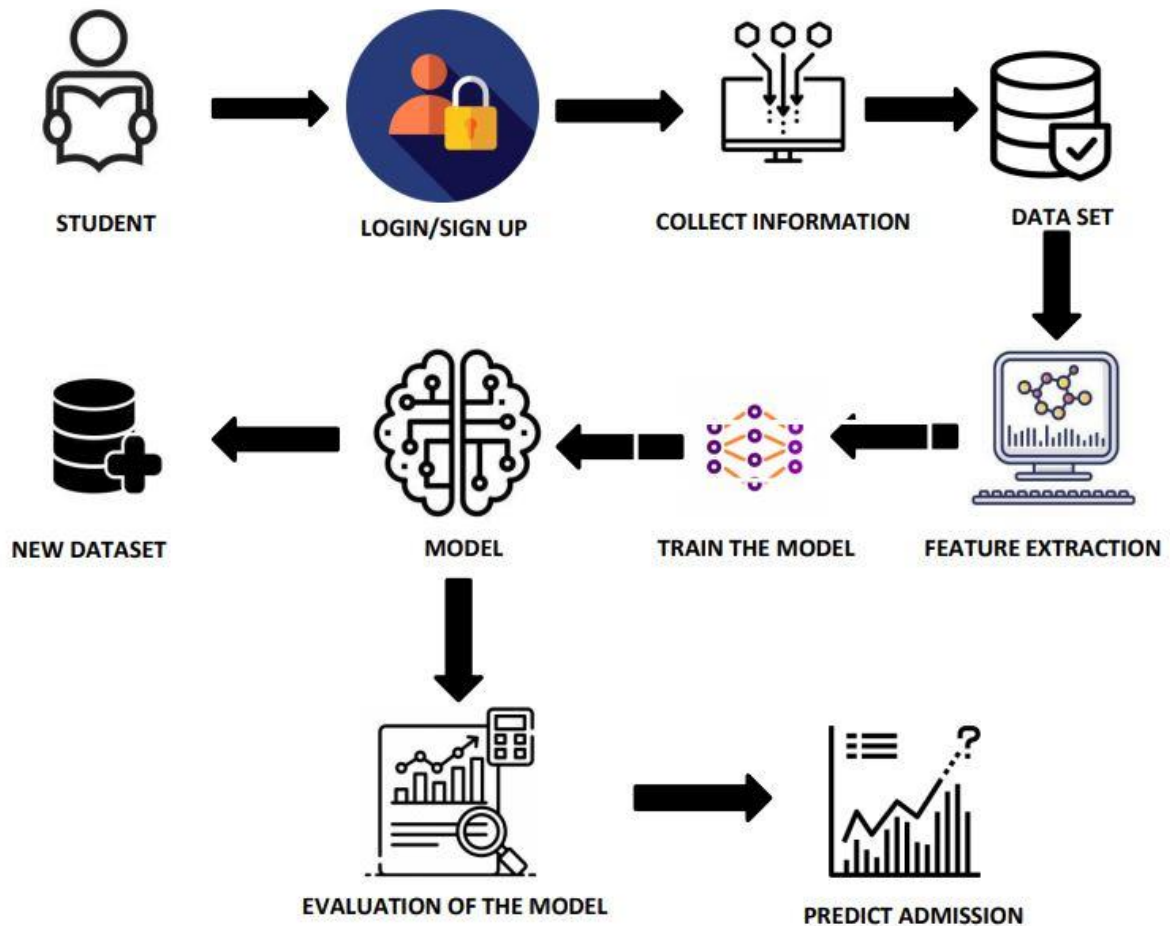 STUDENT
LOGIN/SIGN UP
COLLECT INFORMATION
DATA SET
NEW DATASET
MODEL
TRAIN THE MODEL
FEATURE EXTRACTION
EVALUATION OF THE MODEL
?
PREDICT ADMISSION